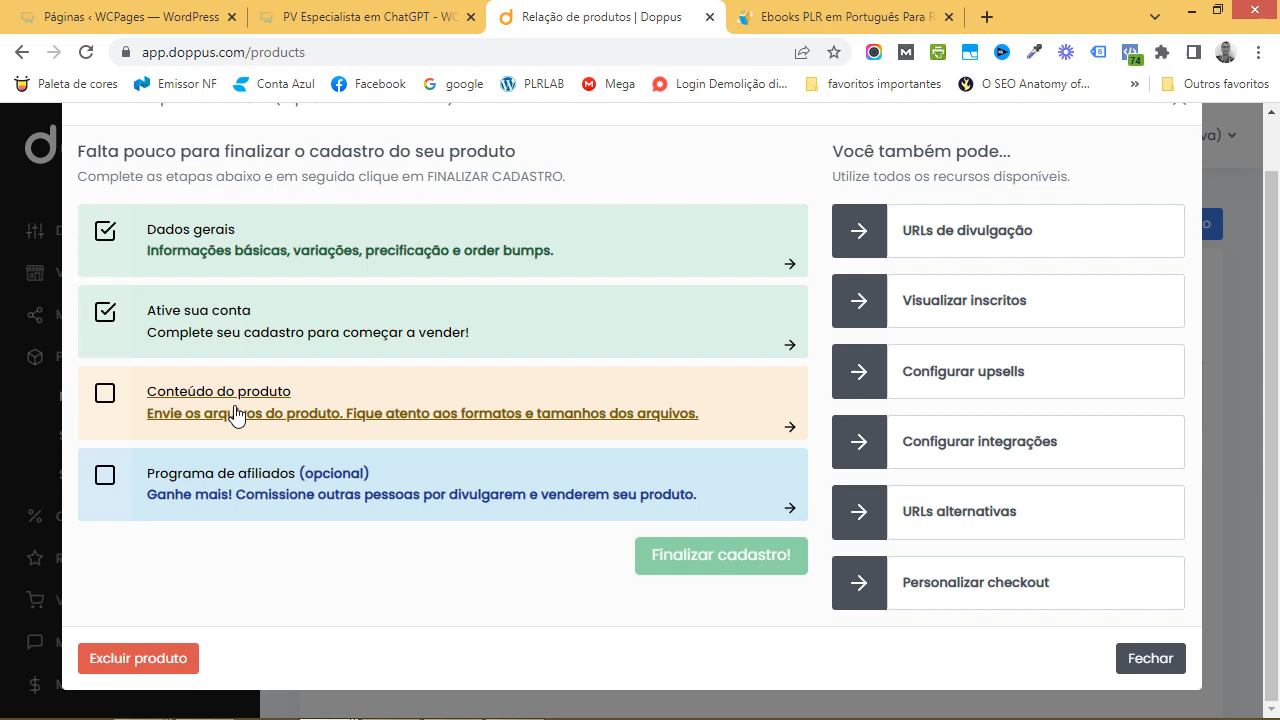 Páginas ‹ WCPages — WordPress
PV Especialista em ChatGPT - WC
Relação de produtos | Doppus
Ebooks PLR em Português Para R
app.doppus.com/products
74
Paleta de cores
Emissor NF
Conta Azul
Facebook
google
PLRLAB
Mega
Login Demolição di...
favoritos importantes
O SEO Anatomy of...
»
Outros favoritos
Falta pouco para finalizar o cadastro do seu produto
Complete as etapas abaixo e em seguida clique em FINALIZAR CADASTRO.
Dados gerais
Informações básicas, variações, precificação e order bumps.
Ative sua conta
Complete seu cadastro para começar a vender!
Conteúdo do produto
Envie os arquivos do produto. Fique atento aos formatos e tamanhos dos arquivos.
Programa de afiliados (opcional)
Ganhe mais! Comissione outras pessoas por divulgarem e venderem seu produto.
Finalizar cadastro!
Você também pode...
Utilize todos os recursos disponíveis.
URLs de divulgação
Visualizar inscritos
Configurar upsells
Configurar integrações
URLs alternativas
Personalizar checkout
Excluir produto
Fechar